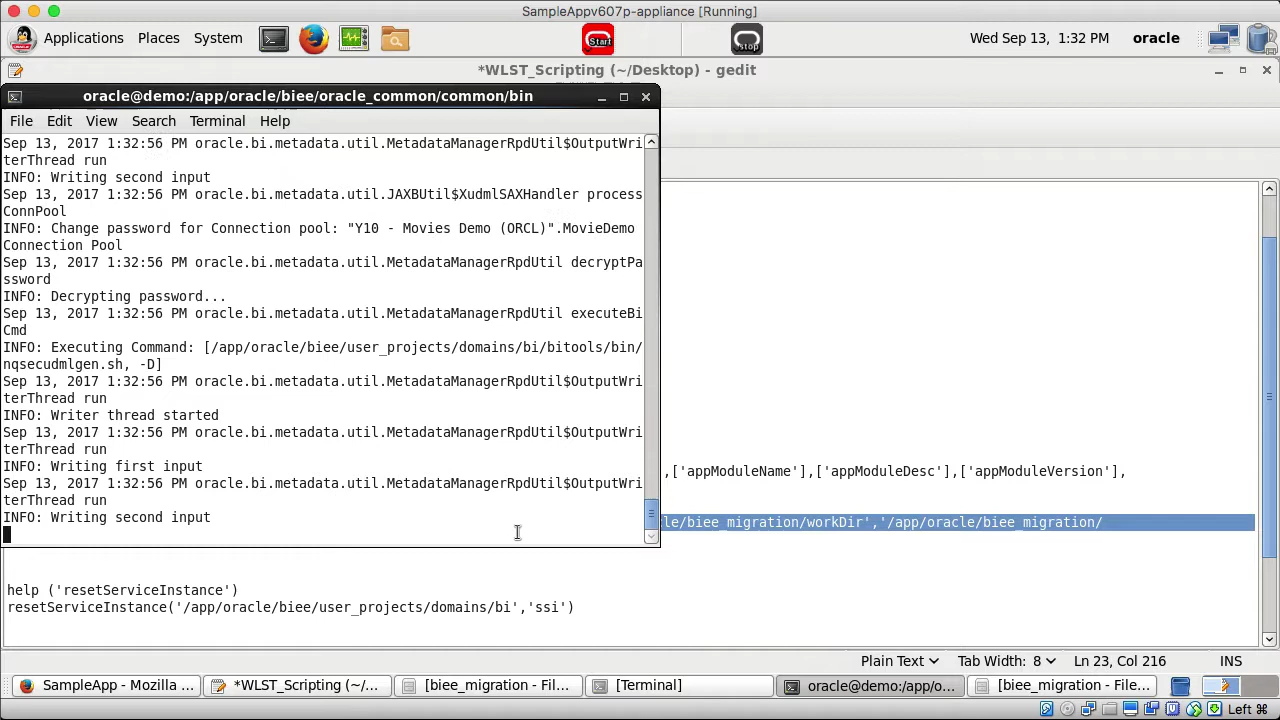 SampleAppv607p-appliance [Running]
Applications Places System Start stop Wed Sep 13, 1:32 PM oracle
*WLST_Scripting (~/Desktop) - gedit
oracle@demo:/app/oracle/biee/oracle_common/common/bin
File Edit View Search Terminal Help
Sep 13, 2017 1:32:56 PM oracle.bi.metadata.util.MetadataManagerRpdUtil$OutputWri
terThread run
INFO: Writing second input
Sep 13, 2017 1:32:56 PM oracle.bi.metadata.util.JAXBUtil$XudmlSAXHandler process
ConnPool
INFO: Change password for Connection pool: "Y10 - Movies Demo (ORCL)".MovieDemo
Connection Pool
Sep 13, 2017 1:32:56 PM oracle.bi.metadata.util.MetadataManagerRpdUtil decryptPa
ssword
INFO: Decrypting password...
Sep 13, 2017 1:32:56 PM oracle.bi.metadata.util.MetadataManagerRpdUtil executeBi
Cmd
INFO: Executing Command: [/app/oracle/biee/user_projects/domains/bi/bitools/bin/
nqsecudmlgen.sh, -D]
Sep 13, 2017 1:32:56 PM oracle.bi.metadata.util.MetadataManagerRpdUtil$OutputWri
terThread run
INFO: Writer thread started
Sep 13, 2017 1:32:56 PM oracle.bi.metadata.util.MetadataManagerRpdUtil$OutputWri
terThread run
INFO: Writing first input
Sep 13, 2017 1:32:56 PM oracle.bi.metadata.util.MetadataManagerRpdUtil$OutputWri
terThread run
INFO: Writing second input
,['appModuleName'],['appModuleDesc'],['appModuleVersion'],
le/biee_migration/workDir','/app/oracle/biee_migration/
help ('resetServiceInstance')
resetServiceInstance('/app/oracle/biee/user_projects/domains/bi','ssi')
Plain Text Tab Width: 8 Ln 23, Col 216 INS
SampleApp - Mozilla ... *WLST_Scripting (~/... [biee_migration - Fil... [Terminal] oracle@demo:/app/o... [biee_migration - File...
Left ⌘